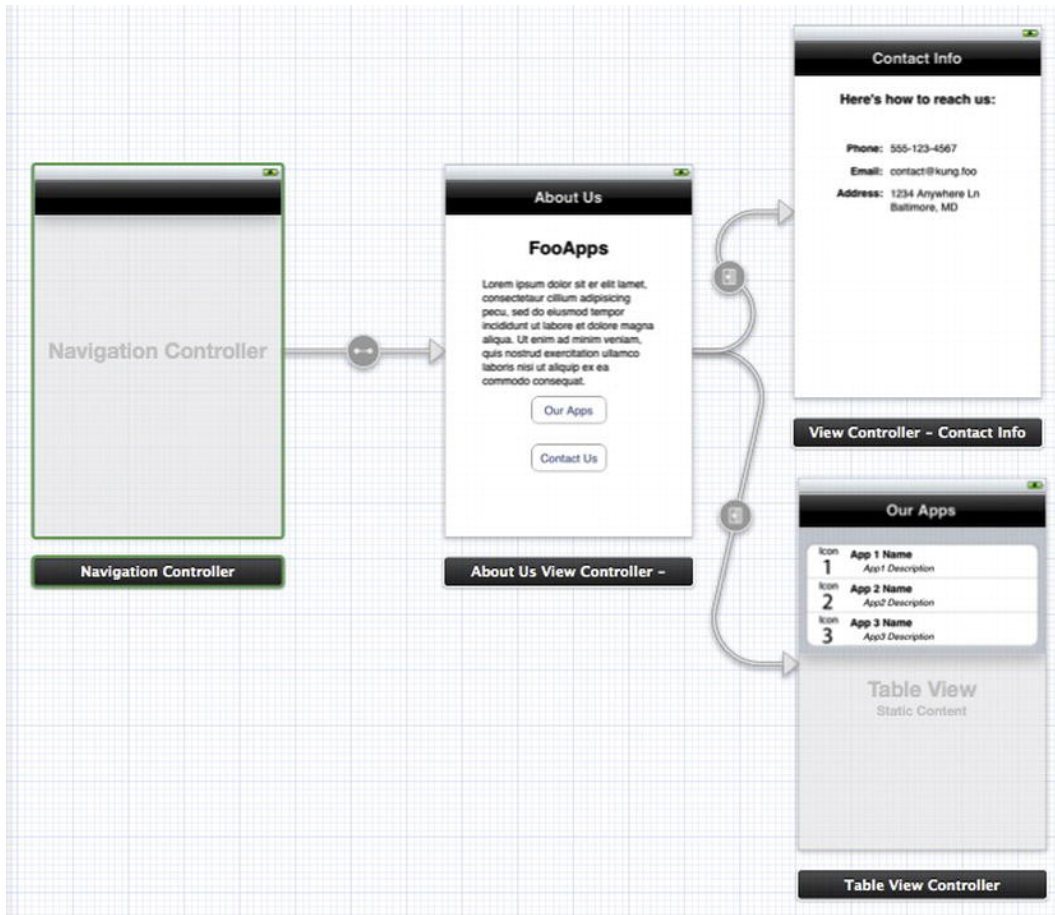 Navigation Controller
Navigation Controller
About Us
FooApps
Lorem ipsum dolor sit er elit lamet,
consectetaur cillium adipisicing
pecu, sed do eiusmod tempor
incididunt ut labore et dolore magna
aliqua. Ut enim ad minim veniam,
quis nostrud exercitation ullamco
laboris nisi ut aliquip ex ea
commodo consequat.
Our Apps
Contact Us
About Us View Controller –
Contact Info
Here's how to reach us:
Phone: 555-123-4567
Email: contact@kung.foo
Address: 1234 Anywhere Ln
Baltimore, MD
View Controller – Contact Info
Our Apps
Icon
1
App 1 Name
App1 Description
Icon
2
App 2 Name
App2 Description
Icon
3
App 3 Name
App3 Description
Table View
Static Content
Table View Controller